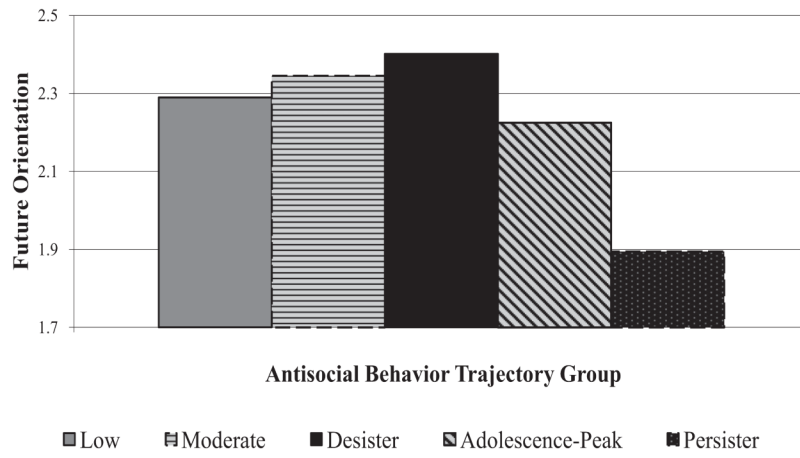 2.5
2.3
2.1
1.9
1.7
Future Orientation
Antisocial Behavior Trajectory Group
Low Moderate Desister Adolescence-Peak Persister